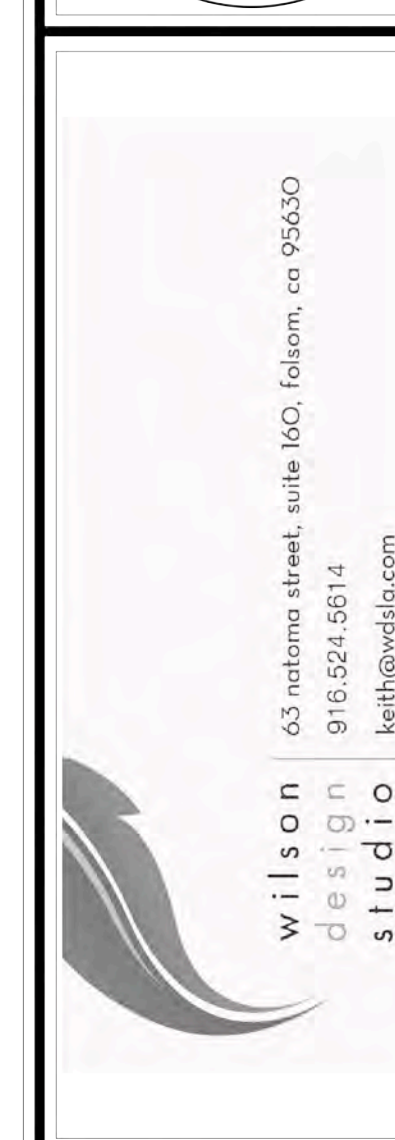 wilson
design
studio
63 natoma street, suite 160, folsom, ca 95630
916.524.5614
keith@wdsla.com